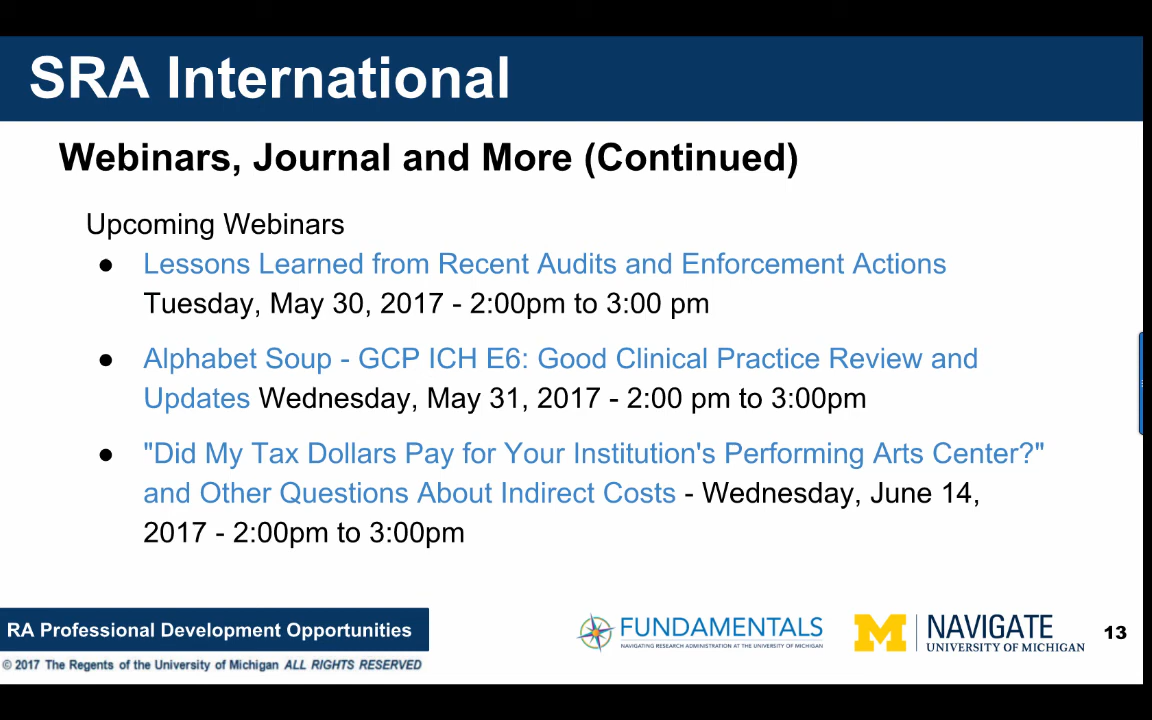 SRA International
Webinars, Journal and More (Continued)
Upcoming Webinars
● Lessons Learned from Recent Audits and Enforcement Actions
Tuesday, May 30, 2017 - 2:00pm to 3:00 pm
● Alphabet Soup - GCP ICH E6: Good Clinical Practice Review and
Updates Wednesday, May 31, 2017 - 2:00 pm to 3:00pm
● "Did My Tax Dollars Pay for Your Institution's Performing Arts Center?"
and Other Questions About Indirect Costs - Wednesday, June 14,
2017 - 2:00pm to 3:00pm
RA Professional Development Opportunities
© 2017 The Regents of the University of Michigan ALL RIGHTS RESERVED
FUNDAMENTALS
NAVIGATING RESEARCH ADMINISTRATION AT THE UNIVERSITY OF MICHIGAN
M NAVIGATE
UNIVERSITY OF MICHIGAN
13